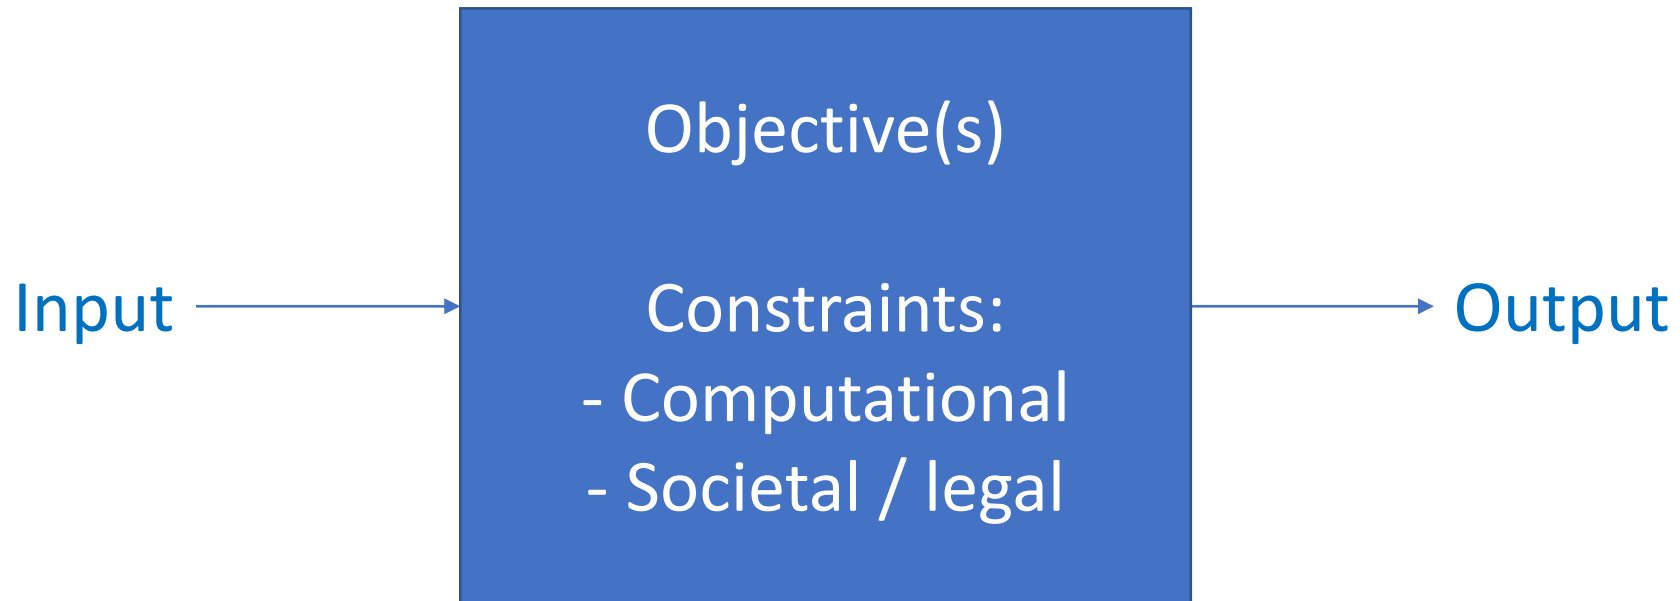 Objective(s)
Input
Constraints:
Output
- Computational
- Societal / legal